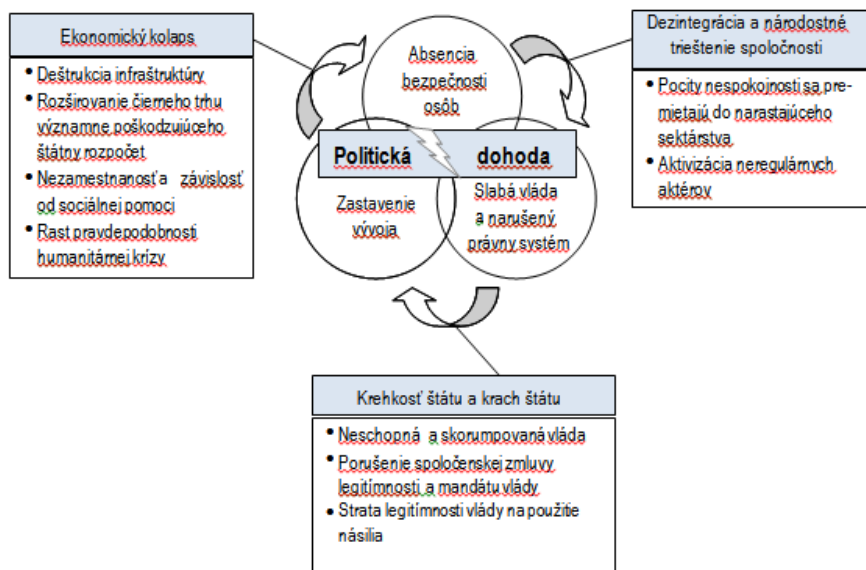 Ekonomický kolaps
• Deštrukcia infraštruktúry
• Rozširovanie čierneho trhu
významne poškodzujúceho
štátny rozpočet
• Nezamestnanosť a závislosť
od sociálnej pomoci
• Rast pravdepodobnosti
humanitárnej krízy
Absencia
bezpečnosti
osôb
Politická dohoda
Zastavenie
vývoja
Slabá vláda
a narušený
právny systém
Dezintegrácia a národostné
trieštenie spoločnosti
• Pocity nespokojnosti sa pre-
mietajú do narastajúceho
sektárstva
• Aktivizácia neregulárnych
aktérov
Krehkosť štátu a krach štátu
• Neschopná a skorumpovaná vláda
• Porušenie spoločenskej zmluvy
legitímnosti a mandátu vlády
• Strata legitímnosti vlády na použitie
násilia